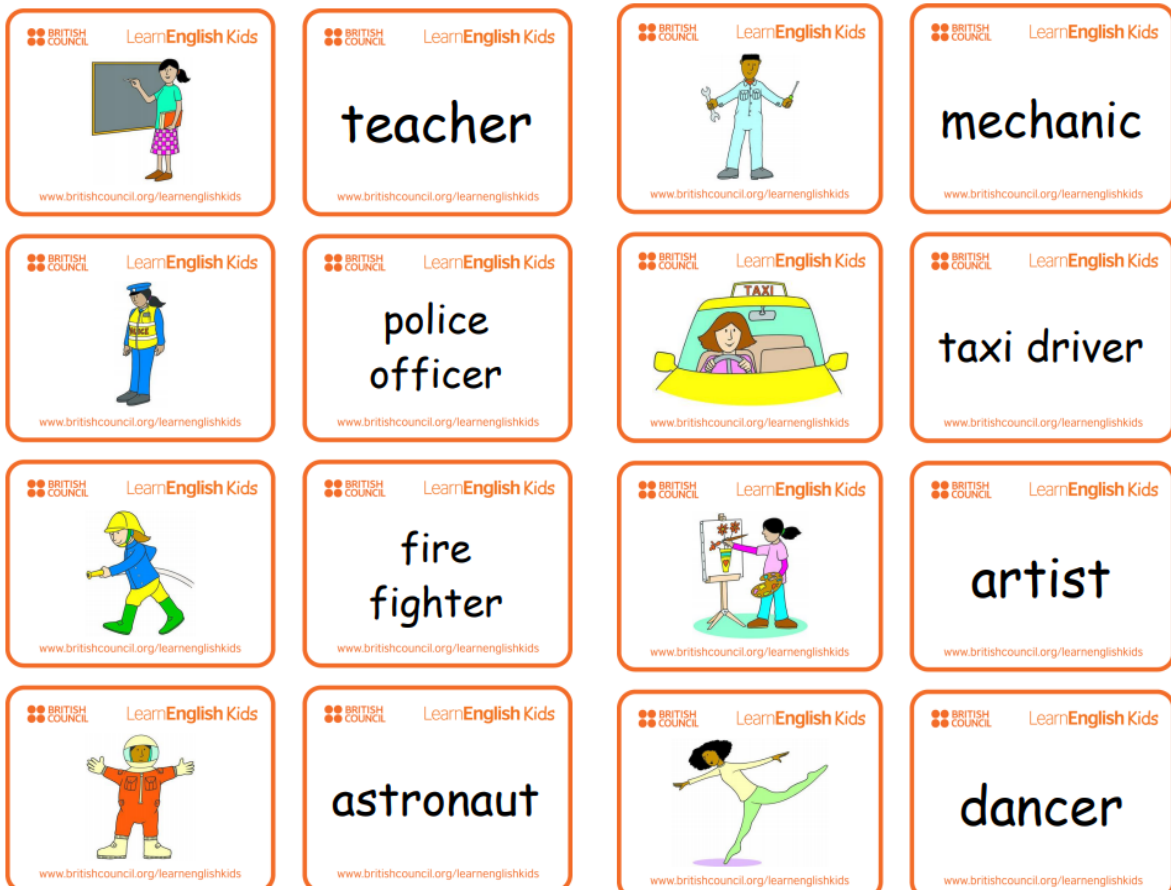 BRITISH
COUNCIL
LearnEnglish Kids
www.britishcouncil.org/learnenglishkids
BRITISH
COUNCIL
LearnEnglish Kids
teacher
www.britishcouncil.org/learnenglishkids
BRITISH
COUNCIL
LearnEnglish Kids
www.britishcouncil.org/learnenglishkids
BRITISH
COUNCIL
LearnEnglish Kids
mechanic
www.britishcouncil.org/learnenglishkids
BRITISH
COUNCIL
LearnEnglish Kids
POLICE
www.britishcouncil.org/learnenglishkids
BRITISH
COUNCIL
LearnEnglish Kids
police
officer
www.britishcouncil.org/learnenglishkids
BRITISH
COUNCIL
LearnEnglish Kids
TAXI
www.britishcouncil.org/learnenglishkids
BRITISH
COUNCIL
LearnEnglish Kids
taxi driver
www.britishcouncil.org/learnenglishkids
BRITISH
COUNCIL
LearnEnglish Kids
www.britishcouncil.org/learnenglishkids
BRITISH
COUNCIL
LearnEnglish Kids
fire
fighter
www.britishcouncil.org/learnenglishkids
BRITISH
COUNCIL
LearnEnglish Kids
www.britishcouncil.org/learnenglishkids
BRITISH
COUNCIL
LearnEnglish Kids
artist
www.britishcouncil.org/learnenglishkids
BRITISH
COUNCIL
LearnEnglish Kids
www.britishcouncil.org/learnenglishkids
BRITISH
COUNCIL
LearnEnglish Kids
astronaut
www.britishcouncil.org/learnenglishkids
BRITISH
COUNCIL
LearnEnglish Kids
www.britishcouncil.org/learnenglishkids
BRITISH
COUNCIL
LearnEnglish Kids
dancer
www.britishcouncil.org/learnenglishkids